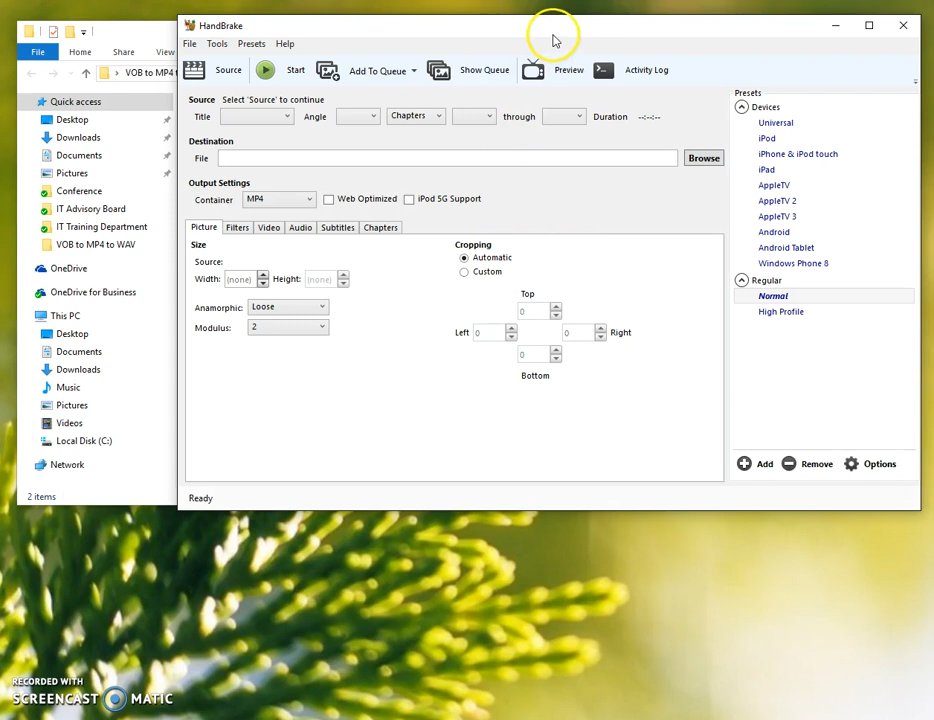 HandBrake
File Tools Presets Help
Source Start Add To Queue Show Queue Preview Activity Log
File Home Share View
VOB to MP4 t
Quick access
Desktop
Downloads
Documents
Pictures
Conference
IT Advisory Board
IT Training Department
VOB to MP4 to WAV
OneDrive
OneDrive for Business
This PC
Desktop
Documents
Downloads
Music
Pictures
Videos
Local Disk (C:)
Network
2 items
Source Select 'Source' to continue
Title Angle Chapters through Duration --:--:--
Destination
File Browse
Output Settings
Container MP4 Web Optimized iPod 5G Support
Picture Filters Video Audio Subtitles Chapters
Size
Source:
Width: (none) Height: (none)
Anamorphic: Loose
Modulus: 2
Cropping
Automatic
Custom
Top
0
Left 0 0 Right
0
Bottom
Presets
Devices
Universal
iPod
iPhone & iPod touch
iPad
AppleTV
AppleTV 2
AppleTV 3
Android
Android Tablet
Windows Phone 8
Regular
Normal
High Profile
Add Remove Options
Ready
RECORDED WITH
SCREENCAST MATIC